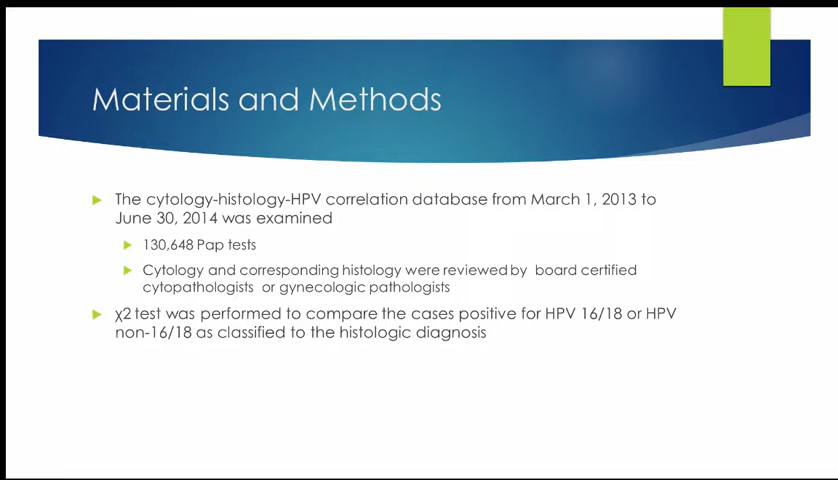 Materials and Methods
The cytology-histology-HPV correlation database from March 1, 2013 to
June 30, 2014 was examined
130,648 Pap tests
Cytology and corresponding histology were reviewed by board certified
cytopathologists or gynecologic pathologists
χ2 test was performed to compare the cases positive for HPV 16/18 or HPV
non-16/18 as classified to the histologic diagnosis